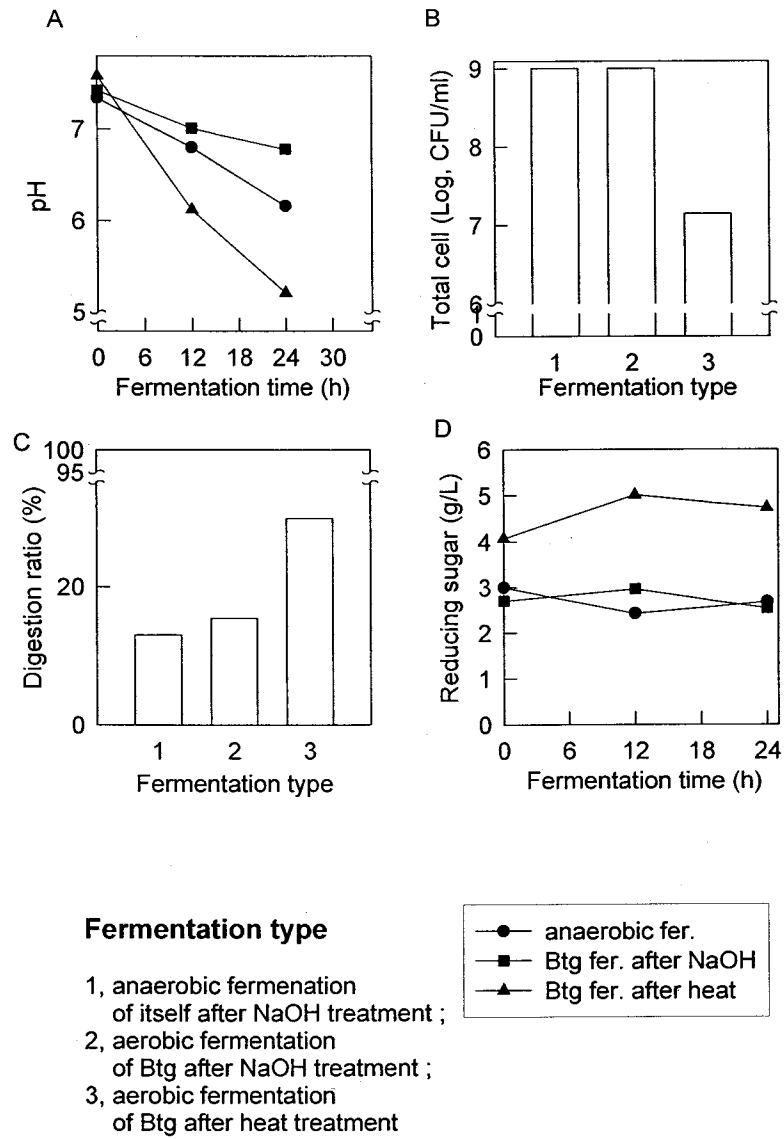 A
pH
7
6
5
0 6 12 18 24 30
Fermentation time (h)
B
Total cell (Log, CFU/ml)
9
8
7
6
0
1 2 3
Fermentation type
C
Digestion ratio (%)
100
95
20
0
1 2 3
Fermentation type
D
Reducing sugar (g/L)
6
5
4
3
2
1
0
0 6 12 18 24
Fermentation time (h)
Fermentation type
1, anaerobic fermenation
of itself after NaOH treatment ;
2, aerobic fermentation
of Btg after NaOH treatment ;
3, aerobic fermentation
of Btg after heat treatment
anaerobic fer.
Btg fer. after NaOH
Btg fer. after heat